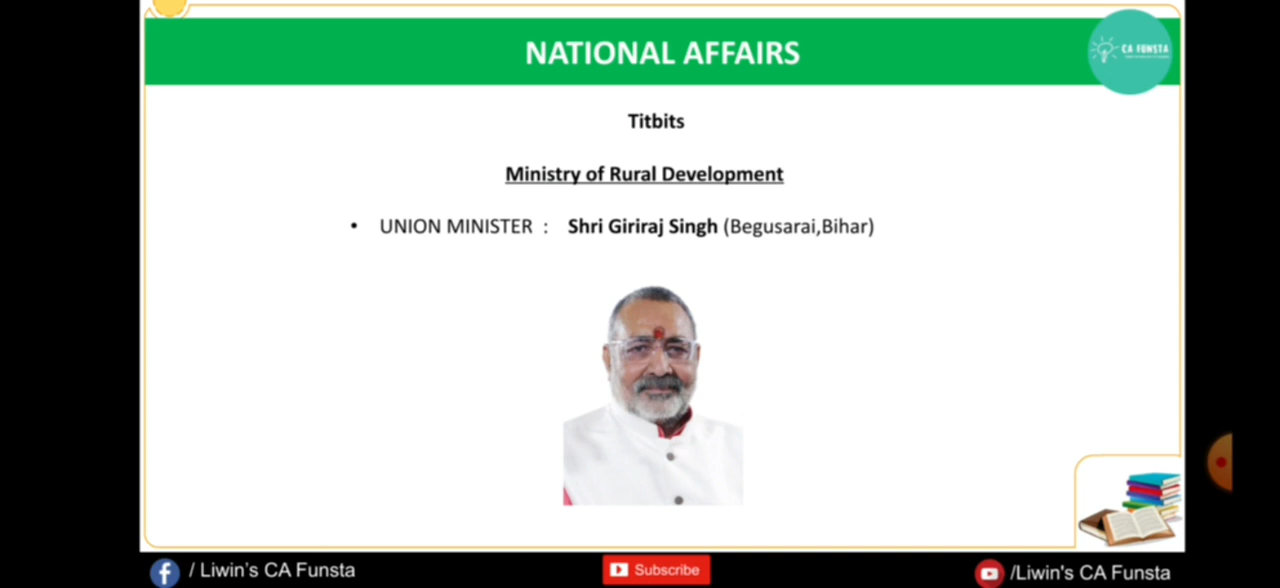 NATIONAL AFFAIRS
CA FUNSTA
Titbits
Ministry of Rural Development
• UNION MINISTER : Shri Giriraj Singh (Begusarai,Bihar)
/ Liwin's CA Funsta
Subscribe
/Liwin's CA Funsta